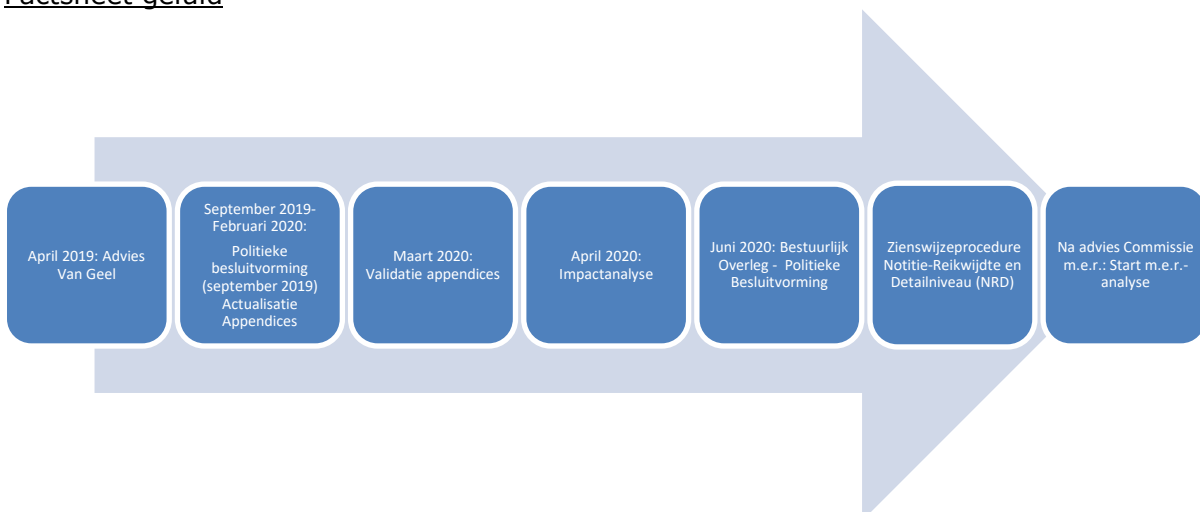 Factsheet geluid
April 2019: Advies
Van Geel
September 2019-
Februari 2020:
Politieke
besluitvorming
(september 2019)
Actualisatie
Appendices
Maart 2020:
Validatie appendices
April 2020:
Impactanalyse
Juni 2020: Bestuurlijk
Overleg - Politieke
Besluitvorming
Zienswijzeprocedure
Notitie-Reikwijdte en
Detailniveau (NRD)
Na advies Commissie
m.e.r.: Start m.e.r.-
analyse